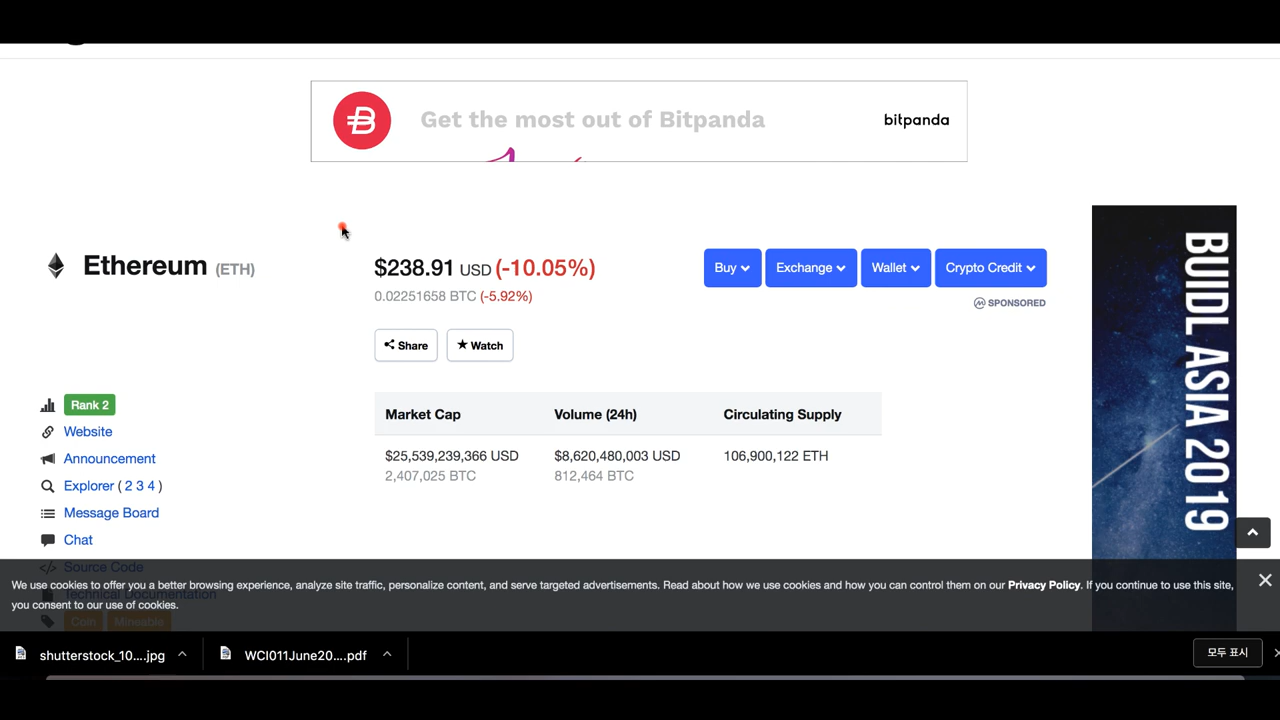 Get the most out of Bitpanda
bitpanda
Ethereum (ETH)
$238.91 USD (-10.05%)
0.02251658 BTC (-5.92%)
Buy
Exchange
Wallet
Crypto Credit
SPONSORED
Share
Watch
Rank 2
Website
Announcement
Explorer ( 2 3 4 )
Message Board
Chat
Source Code
Technical Documentation
Coin
Mineable
Market Cap
Volume (24h)
Circulating Supply
$25,539,239,366 USD
$8,620,480,003 USD
106,900,122 ETH
2,407,025 BTC
812,464 BTC
BUIDL ASIA 2019
We use cookies to offer you a better browsing experience, analyze site traffic, personalize content, and serve targeted advertisements. Read about how we use cookies and how you can control them on our Privacy Policy. If you continue to use this site,
you consent to our use of cookies.
shutterstock_10....jpg
WCI011June20....pdf
모두 표시